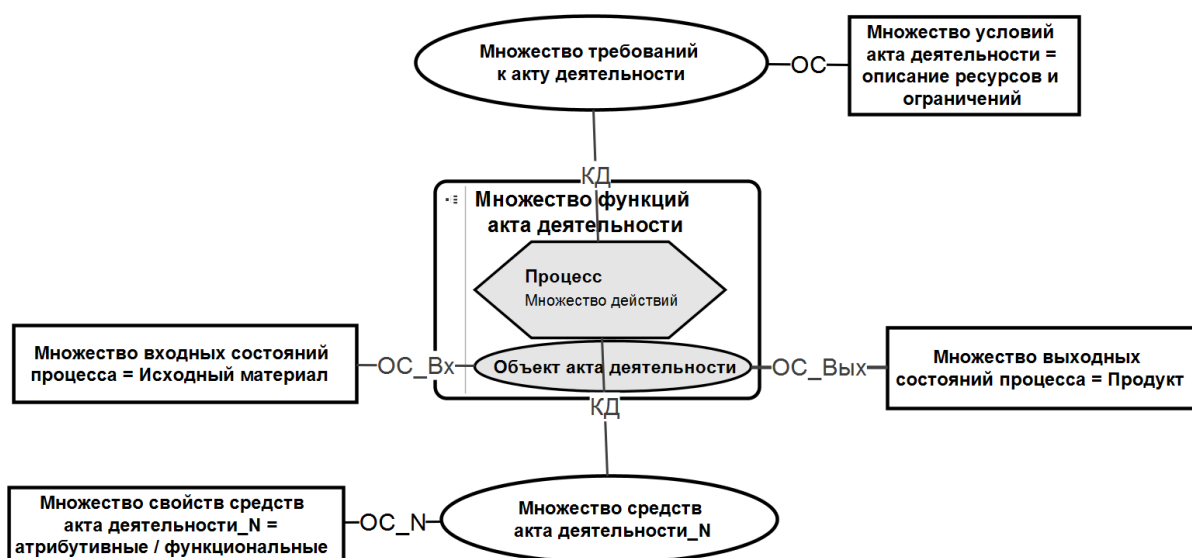 Множество требований
к акту деятельности
ОС
Множество условий
акта деятельности =
описание ресурсов и
ограничений
КД
Множество функций
акта деятельности
Процесс
Множество действий
Множество входных состояний
процесса = Исходный материал
ОС_Вх
Объект акта деятельности
ОС_Вых
Множество выходных
состояний процесса = Продукт
КД
Множество свойств средств
акта деятельности_N =
атрибутивные / функциональные
ОС_N
Множество средств
акта деятельности_N